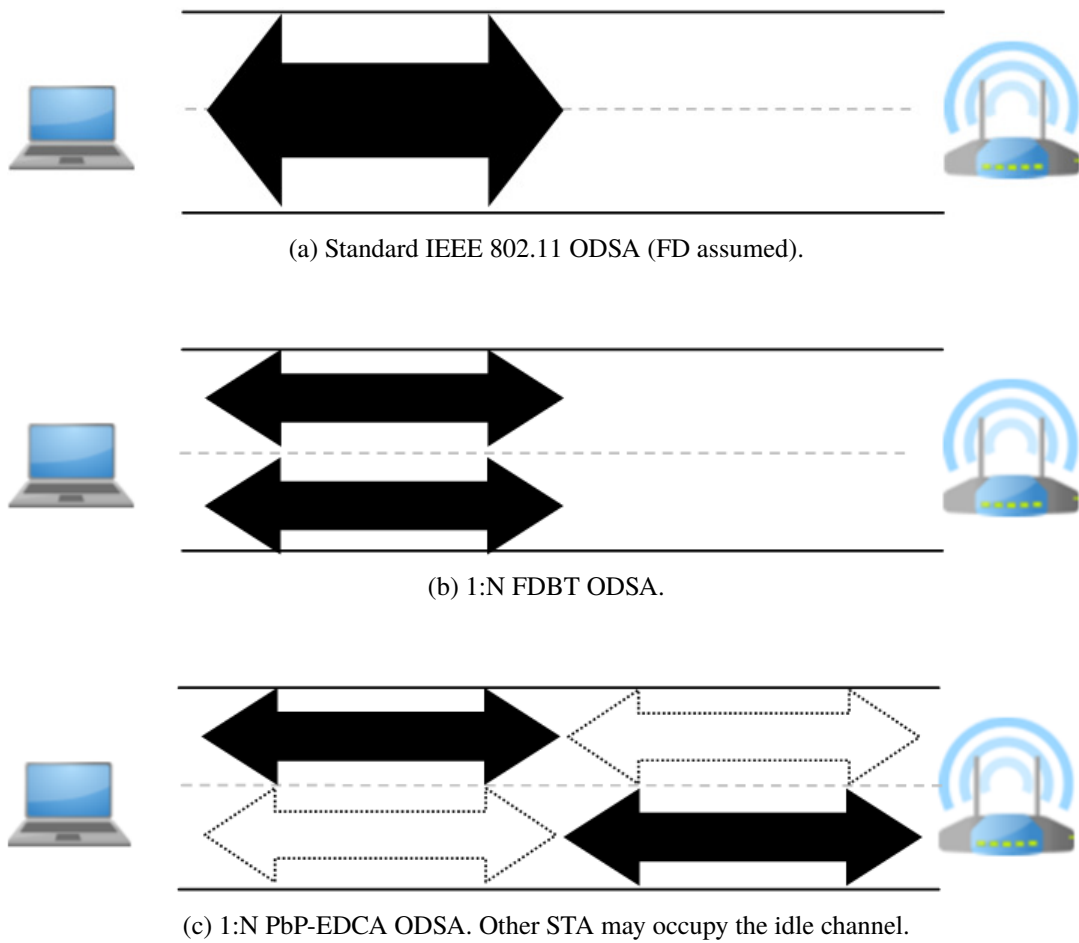 (a) Standard IEEE 802.11 ODSA (FD assumed).
(b) 1:N FDBT ODSA.
(c) 1:N PbP-EDCA ODSA. Other STA may occupy the idle channel.